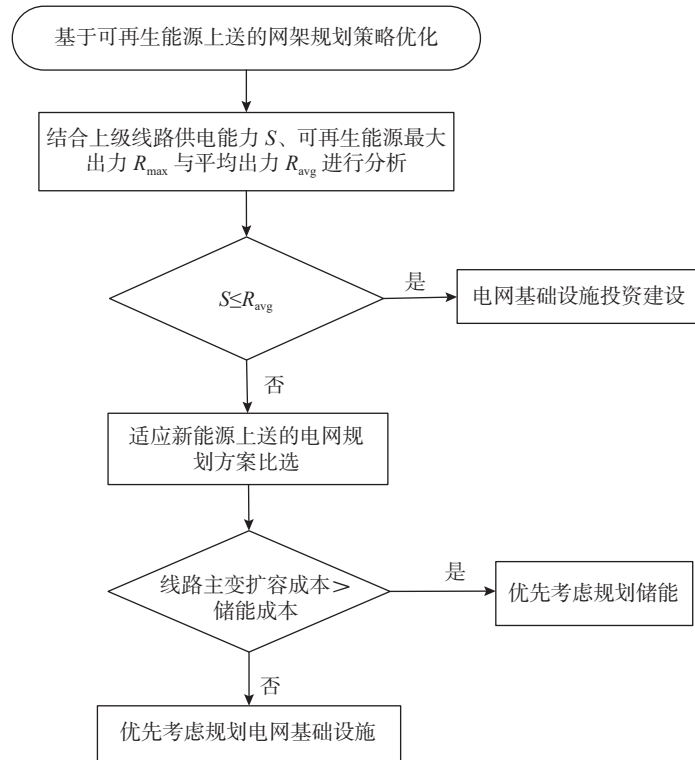 基于可再生能源上送的网架规划策略优化
结合上级线路供电能力 S、可再生能源最大
出力 Rmax 与平均出力 Ravg 进行分析
S≤Ravg
是
电网基础设施投资建设
否
适应新能源上送的电网规
划方案比选
线路主变扩容成本>
储能成本
是
优先考虑规划储能
否
优先考虑规划电网基础设施